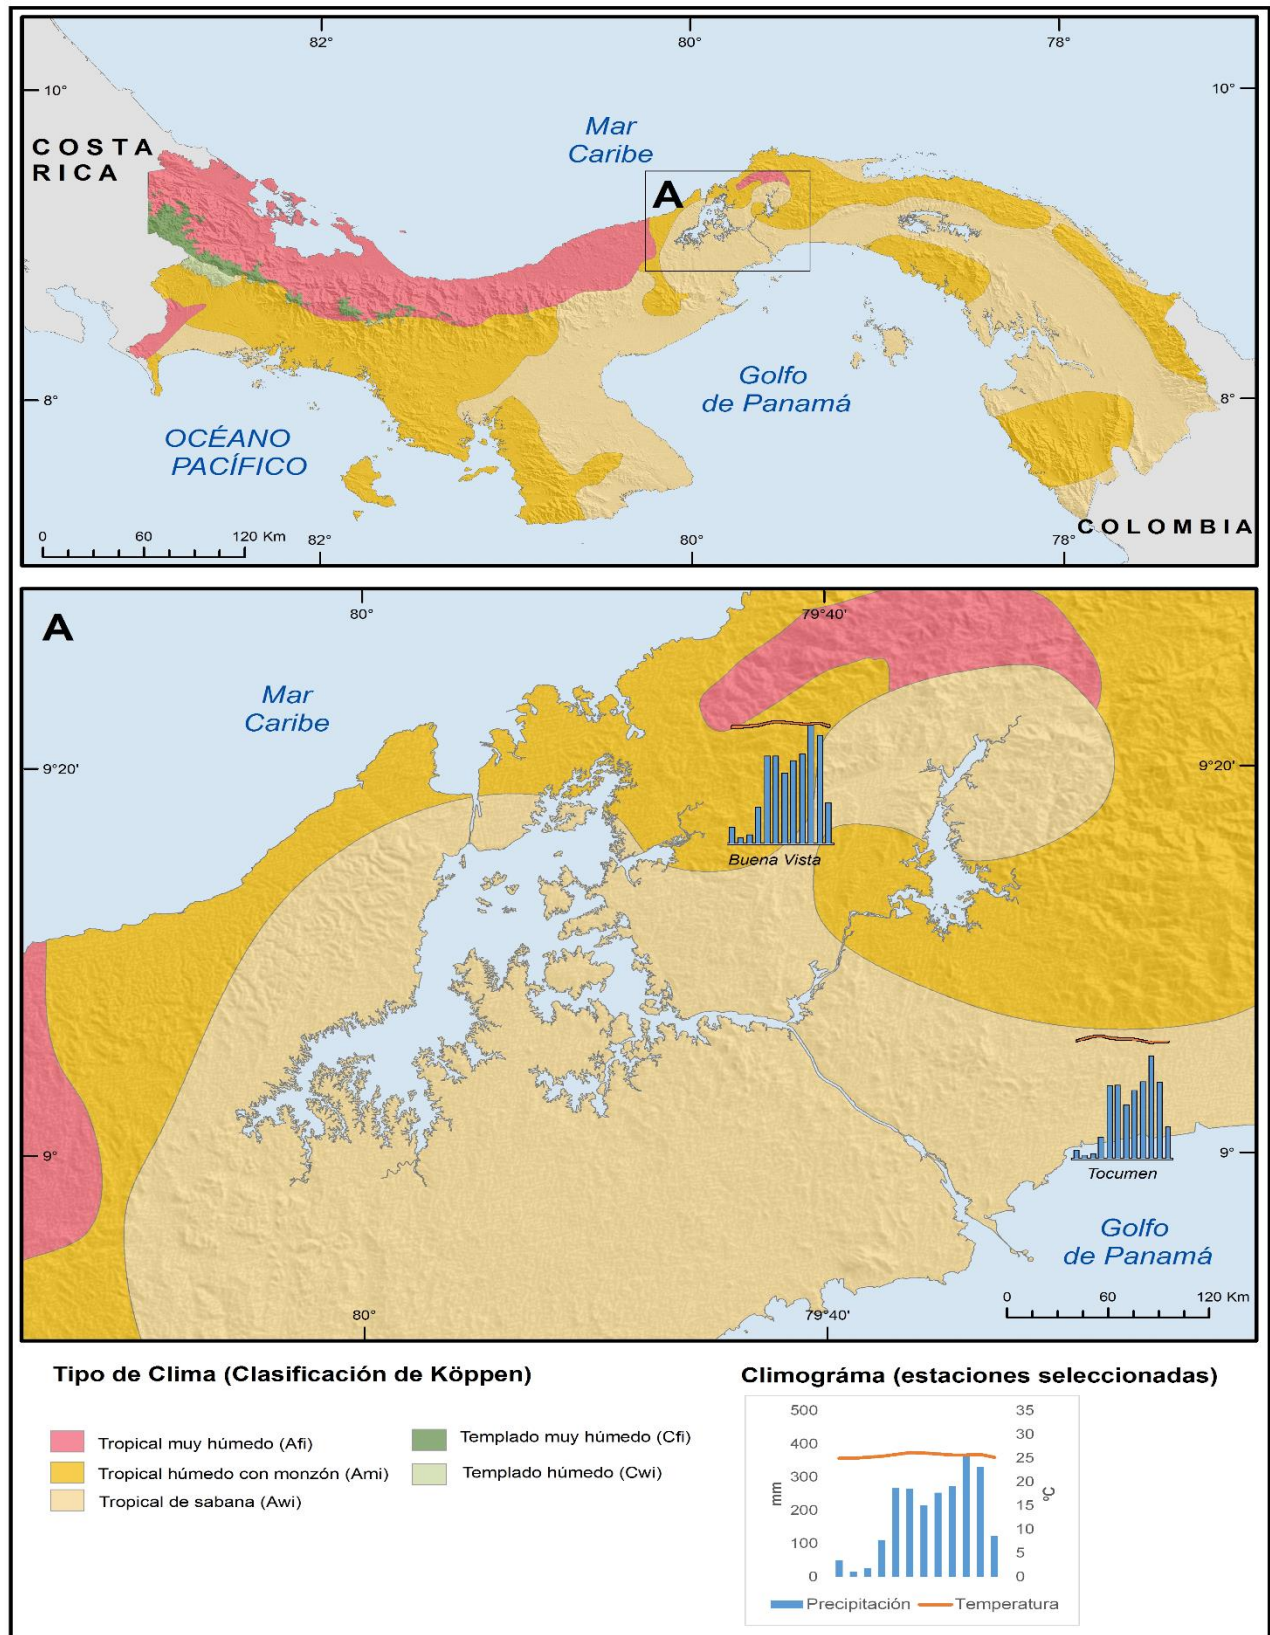 82°
80°
78°
10°
10°
COSTA
RICA
Mar
Caribe
A
Golfo
de Panamá
8°
8°
OCÉANO
PACÍFICO
COLOMBIA
0
60
120 Km
82°
80°
78°
A
80°
79°40'
Mar
Caribe
9°20'
9°20'
Buena Vista
9°
9°
Tocumen
Golfo
de Panamá
0
60
120 Km
80°
79°40'
Tipo de Clima (Clasificación de Köppen)
Tropical muy húmedo (Afi)
Tropical húmedo con monzón (Ami)
Tropical de sabana (Awi)
Templado muy húmedo (Cfi)
Templado húmedo (Cwi)
Climográma (estaciones seleccionadas)
500
400
300
200
100
0
mm
35
30
25
20
15
10
5
0
ºC
Precipitación
Temperatura